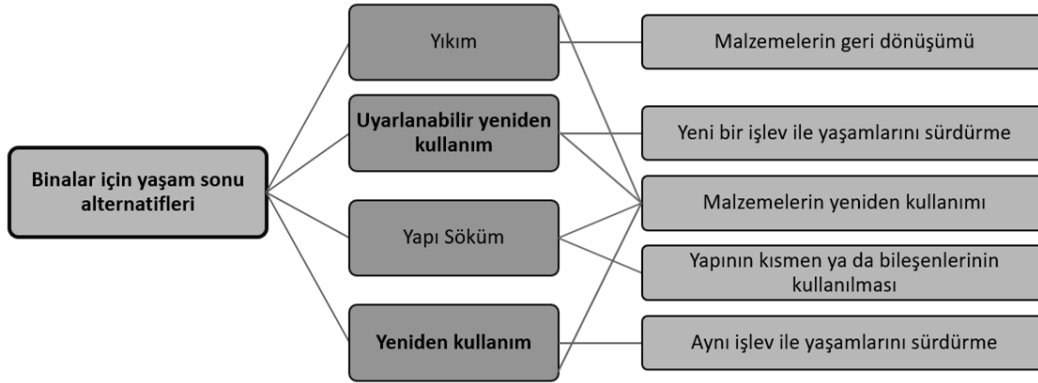 Binalar için yaşam sonu
alternatifleri
Yıkım
Uyarlanabilir yeniden
kullanım
Yapı Söküm
Yeniden kullanım
Malzemelerin geri dönüşümü
Yeni bir işlev ile yaşamlarını sürdürme
Malzemelerin yeniden kullanımı
Yapının kısmen ya da bileşenlerinin
kullanılması
Aynı işlev ile yaşamlarını sürdürme